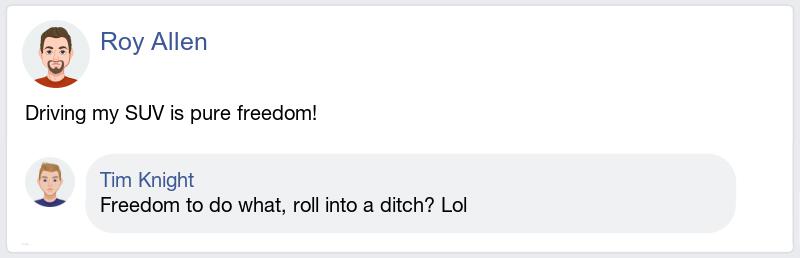 Roy Allen
Driving my SUV is pure freedom!
Tim Knight
Freedom to do what, roll into a ditch? Lol